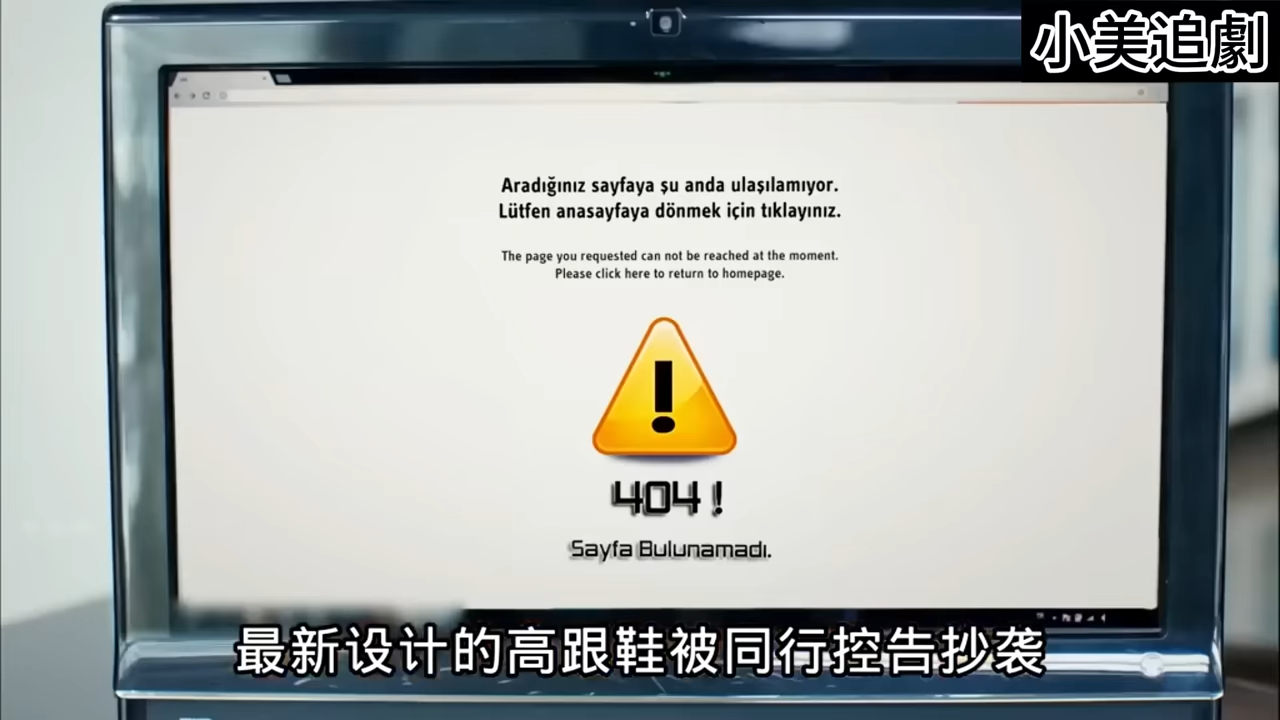 小美追劇
Aradığınız sayfaya şu anda ulaşılamıyor.
Lütfen anasayfaya dönmek için tıklayınız.
The page you requested can not be reached at the moment.
Please click here to return to homepage.
404 !
Sayfa Bulunamadı.
最新设计的高跟鞋被同行控告抄袭